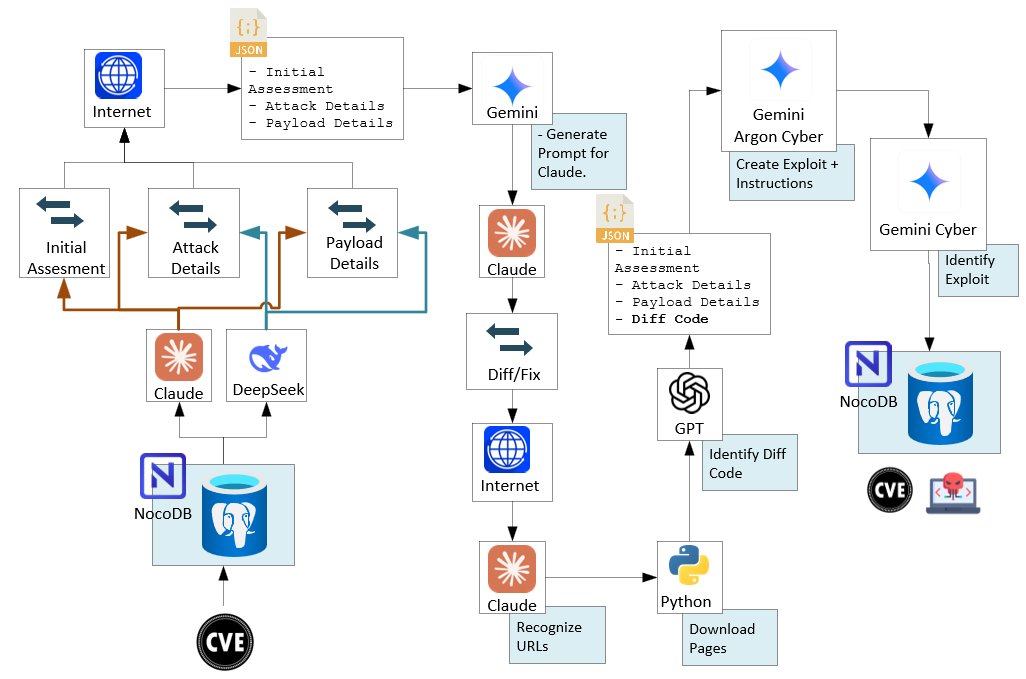 {;}
JSON
- Initial
Assessment
- Attack Details
- Payload Details
Internet
Initial
Assesment
Attack
Details
Payload
Details
Claude
DeepSeek
N
NocoDB
CVE
Gemini
- Generate
Prompt for
Claude.
Claude
Diff/Fix
Internet
Claude
Recognize
URLs
Python
Download
Pages
GPT
Identify Diff
Code
{;}
JSON
- Initial
Assessment
- Attack Details
- Payload Details
- Diff Code
Gemini
Argon Cyber
Create Exploit +
Instructions
Gemini Cyber
Identify
Exploit
N
NocoDB
CVE
< >